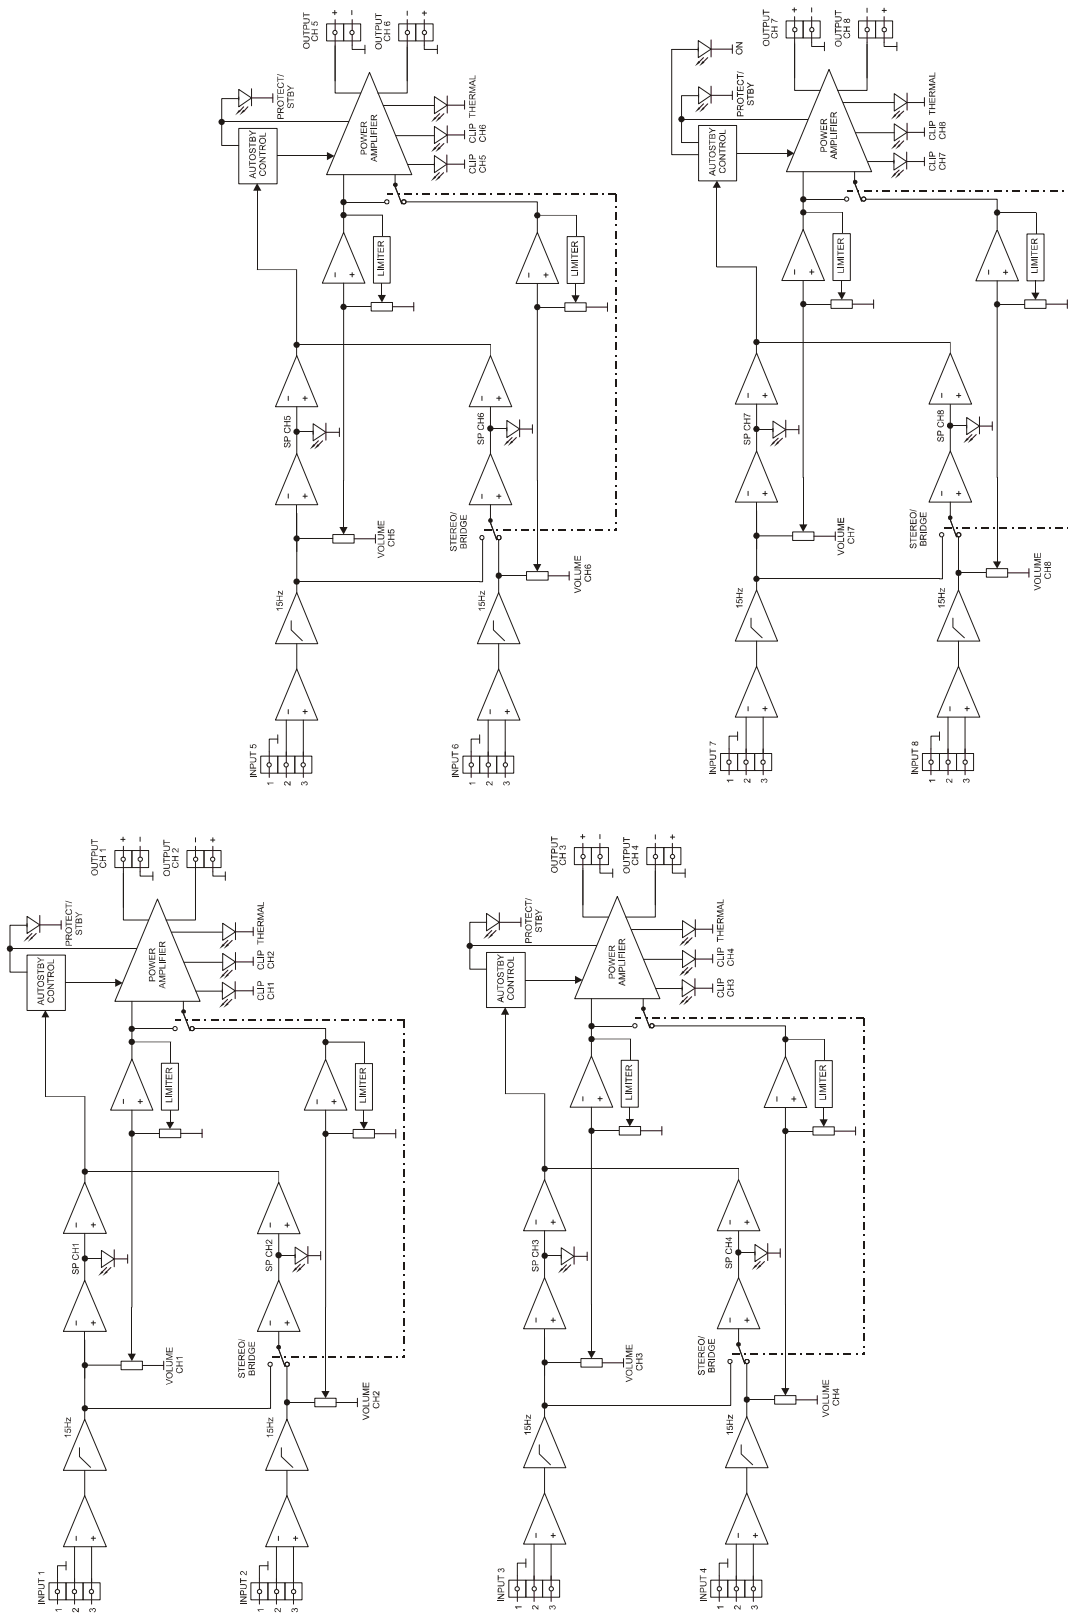 OUTPUT
CH 5
+
-
OUTPUT
CH 6
-
+
PROTECT/
STBY
AUTOSTBY
CONTROL
POWER
AMPLIFIER
THERMAL
CLIP
CH6
CLIP
CH5
LIMITER
LIMITER
-
+
-
+
-
+
-
+
SP CH5
SP CH6
-
+
-
+
STEREO/
BRIDGE
VOLUME
CH5
VOLUME
CH6
15Hz
15Hz
-
+
-
+
INPUT 5
1
2
3
INPUT 6
1
2
3
OUTPUT
CH 7
+
-
OUTPUT
CH 8
-
+
ON
PROTECT/
STBY
AUTOSTBY
CONTROL
POWER
AMPLIFIER
THERMAL
CLIP
CH8
CLIP
CH7
LIMITER
LIMITER
-
+
-
+
-
+
-
+
SP CH7
SP CH8
-
+
-
+
STEREO/
BRIDGE
VOLUME
CH7
VOLUME
CH8
15Hz
15Hz
-
+
-
+
INPUT 7
1
2
3
INPUT 8
1
2
3
OUTPUT
CH 1
+
-
OUTPUT
CH 2
-
+
PROTECT/
STBY
AUTOSTBY
CONTROL
POWER
AMPLIFIER
THERMAL
CLIP
CH2
CLIP
CH1
LIMITER
LIMITER
-
+
-
+
-
+
-
+
SP CH1
SP CH2
-
+
-
+
STEREO/
BRIDGE
VOLUME
CH1
VOLUME
CH2
15Hz
15Hz
-
+
-
+
INPUT 1
1
2
3
INPUT 2
1
2
3
OUTPUT
CH 3
+
-
OUTPUT
CH 4
-
+
PROTECT/
STBY
AUTOSTBY
CONTROL
POWER
AMPLIFIER
THERMAL
CLIP
CH4
CLIP
CH3
LIMITER
LIMITER
-
+
-
+
-
+
-
+
SP CH3
SP CH4
-
+
-
+
STEREO/
BRIDGE
VOLUME
CH3
VOLUME
CH4
15Hz
15Hz
-
+
-
+
INPUT 3
1
2
3
INPUT 4
1
2
3